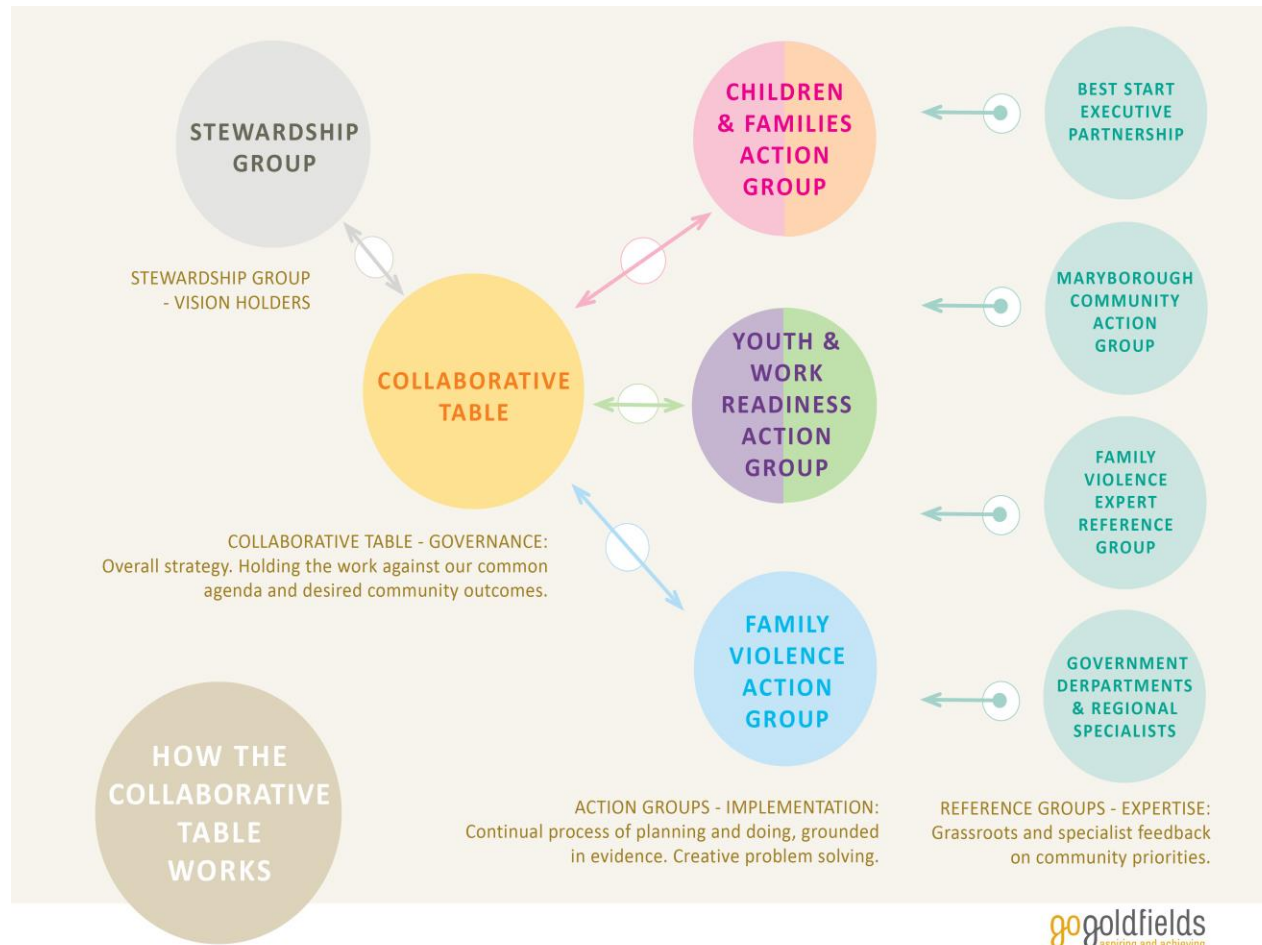 STEWARDSHIP
GROUP
STEWARDSHIP GROUP
- VISION HOLDERS
COLLABORATIVE
TABLE
COLLABORATIVE TABLE - GOVERNANCE:
Overall strategy. Holding the work against our common
agenda and desired community outcomes.
CHILDREN
& FAMILIES
ACTION
GROUP
YOUTH &
WORK
READINESS
ACTION
GROUP
FAMILY
VIOLENCE
ACTION
GROUP
ACTION GROUPS - IMPLEMENTATION:
Continual process of planning and doing, grounded
in evidence. Creative problem solving.
BEST START
EXECUTIVE
PARTNERSHIP
MARYBOROUGH
COMMUNITY
ACTION
GROUP
FAMILY
VIOLENCE
EXPERT
REFERENCE
GROUP
GOVERNMENT
DERPARTMENTS
& REGIONAL
SPECIALISTS
REFERENCE GROUPS - EXPERTISE:
Grassroots and specialist feedback
on community priorities.
HOW THE
COLLABORATIVE
TABLE
WORKS
gogoldfields
aspiring and achieving